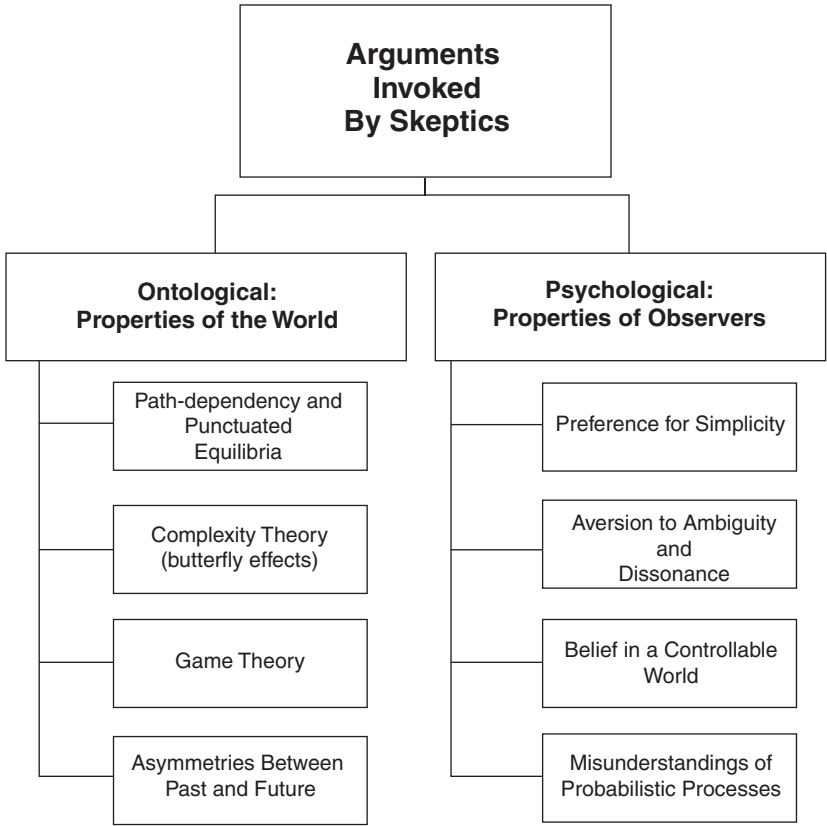 Arguments
Invoked
By Skeptics
Ontological:
Properties of the World
Path-dependency and
Punctuated
Equilibria
Complexity Theory
(butterfly effects)
Game Theory
Asymmetries Between
Past and Future
Psychological:
Properties of Observers
Preference for Simplicity
Aversion to Ambiguity
and
Dissonance
Belief in a Controllable
World
Misunderstandings of
Probabilistic Processes